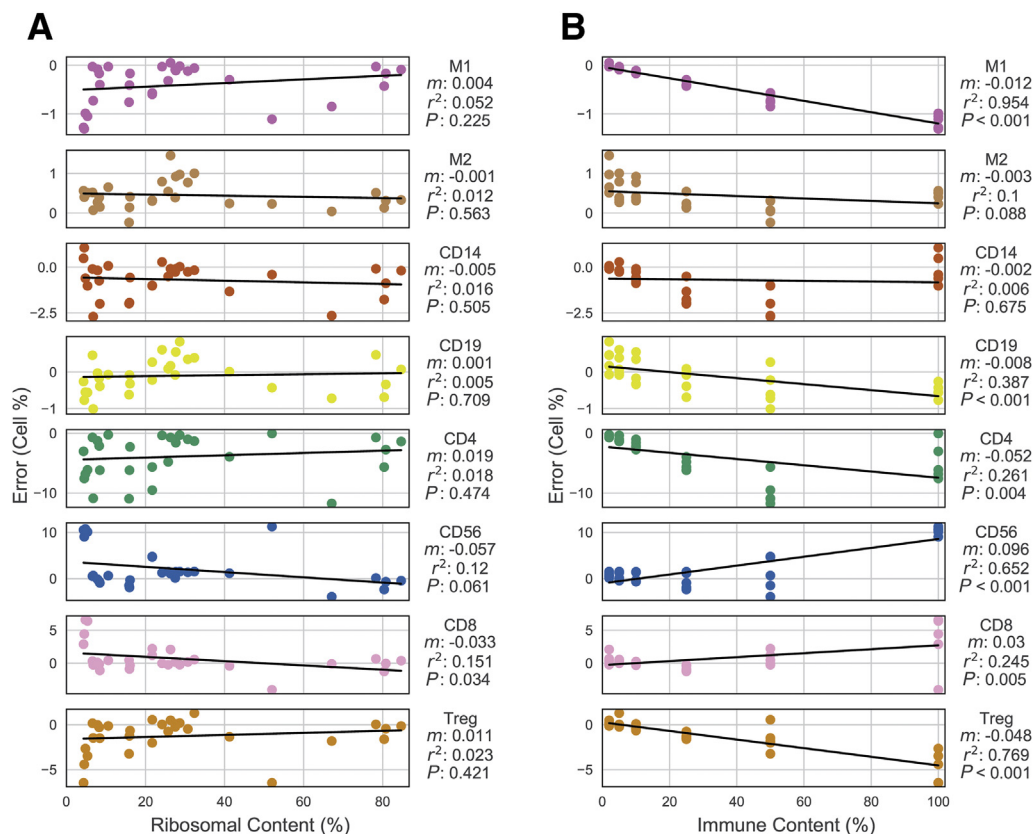 A
B
0
−1
M1
m: 0.004
r²: 0.052
P: 0.225
M1
m: -0.012
r²: 0.954
P < 0.001
1
0
M2
m: -0.001
r²: 0.012
P: 0.563
M2
m: -0.003
r²: 0.1
P: 0.088
0.0
−2.5
CD14
m: -0.005
r²: 0.016
P: 0.505
CD14
m: -0.002
r²: 0.006
P: 0.675
0
−1
CD19
m: 0.001
r²: 0.005
P: 0.709
CD19
m: -0.008
r²: 0.387
P < 0.001
Error (Cell %)
Error (Cell %)
0
−10
CD4
m: 0.019
r²: 0.018
P: 0.474
CD4
m: -0.052
r²: 0.261
P: 0.004
10
0
CD56
m: -0.057
r²: 0.12
P: 0.061
CD56
m: 0.096
r²: 0.652
P < 0.001
5
0
CD8
m: -0.033
r²: 0.151
P: 0.034
CD8
m: 0.03
r²: 0.245
P: 0.005
0
−5
Treg
m: 0.011
r²: 0.023
P: 0.421
Treg
m: -0.048
r²: 0.769
P < 0.001
0 20 40 60 80
0 20 40 60 80 100
Ribosomal Content (%)
Immune Content (%)